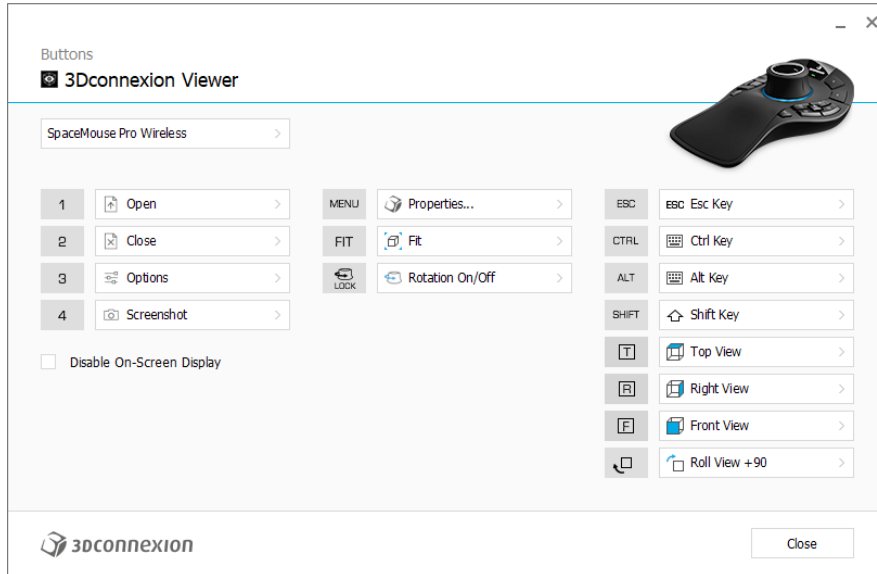 Buttons
3Dconnexion Viewer
SpaceMouse Pro Wireless
1 Open
2 Close
3 Options
4 Screenshot
Disable On-Screen Display
MENU Properties...
FIT Fit
LOCK Rotation On/Off
ESC ESC Esc Key
CTRL Ctrl Key
ALT Alt Key
SHIFT Shift Key
T Top View
R Right View
F Front View
Roll View +90
3Dconnexion
Close